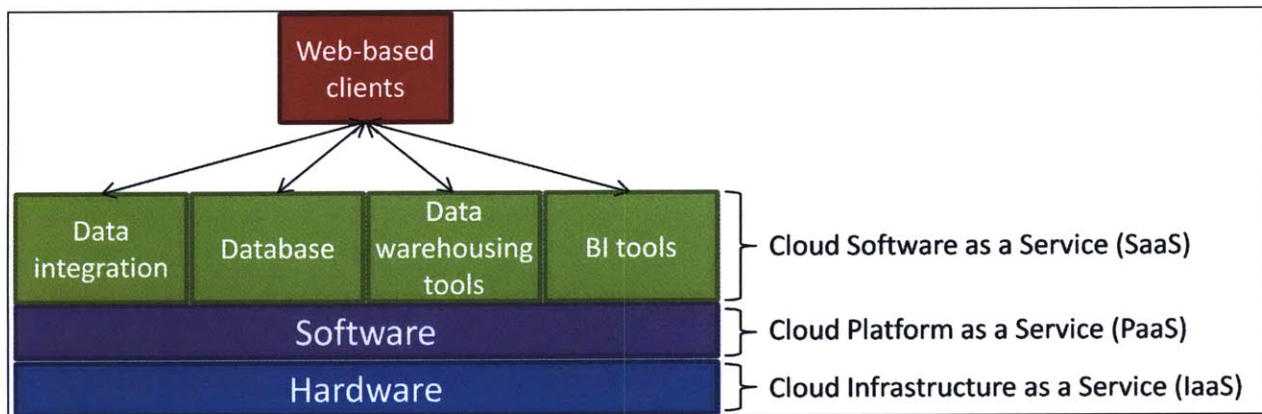 Web-based
clients
Data
integration
Database
Data
warehousing
tools
BI tools
Cloud Software as a Service (SaaS)
Software
Cloud Platform as a Service (PaaS)
Hardware
Cloud Infrastructure as a Service (IaaS)